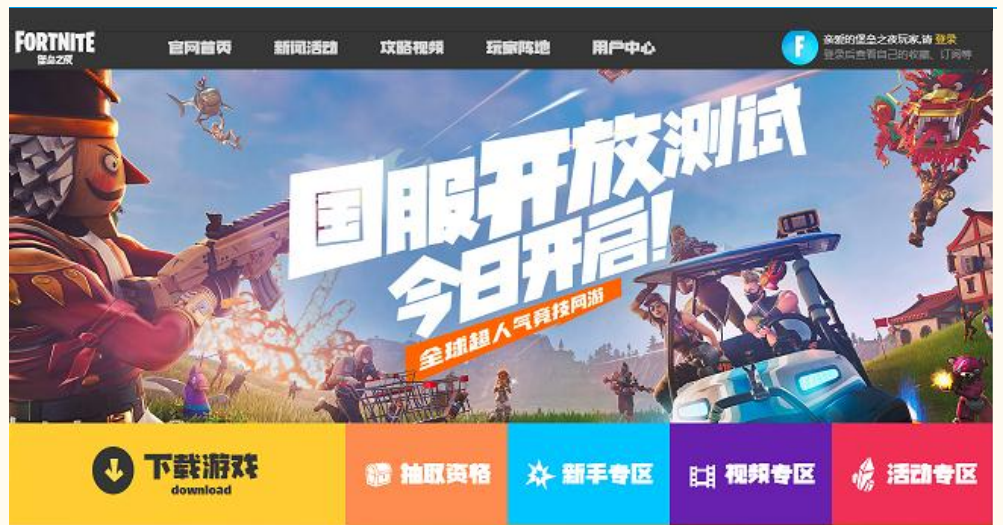 FORTNITE
堡垒之夜
官网首页 新闻活动 攻略视频 玩家阵地 用户中心
F
亲爱的堡垒之夜玩家,请 登录
登录后查看自己的收藏、订阅等
国服开放测试
今日开启!
全球超人气竞技网游
下载游戏
download
抽取资格
新手专区
视频专区
活动专区